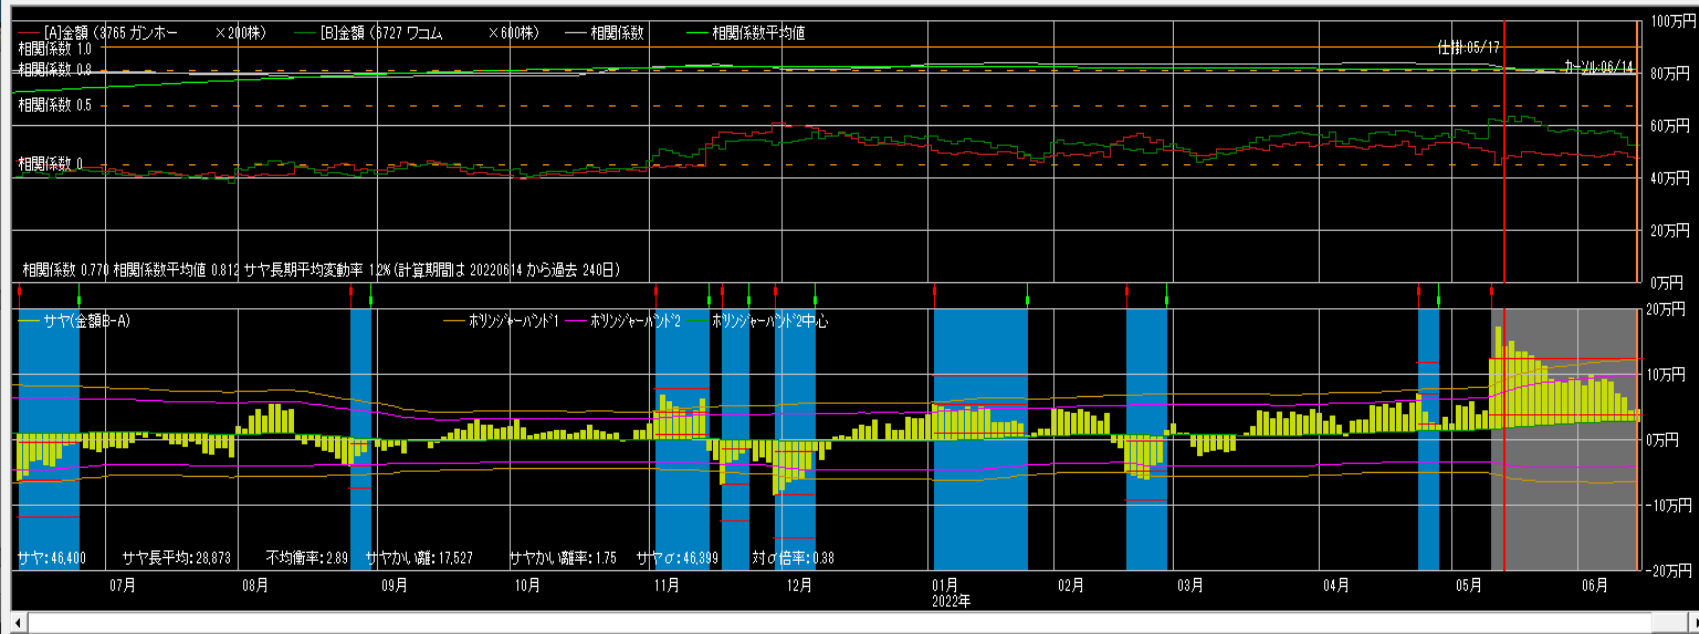 [A]金額 (3765 ガンホー ×200株) [B]金額 (6727 ワコム ×600株) 相関係数 相関係数平均値
100万円
相関係数 1.0
仕掛:05/17
相関係数 0.8
カーソル:06/14
80万円
相関係数 0.5
60万円
相関係数 0
40万円
20万円
相関係数 0.770 相関係数平均値 0.812 サヤ長期平均変動率 12% (計算期間は 20220614 から過去 240日)
0万円
20万円
サヤ(金額B-A) ボリンジャーバンド1 ボリンジャーバンド2 ボリンジャーバンド2中心
10万円
0万円
-10万円
サヤ:46,400 サヤ長平均:28,873 不均衡率:2.89 サヤかい離:17,527 サヤかい離率:1.75 サヤσ:46,399 対σ倍率:0.38
-20万円
07月 08月 09月 10月 11月 12月 01月 02月 03月 04月 05月 06月
2022年